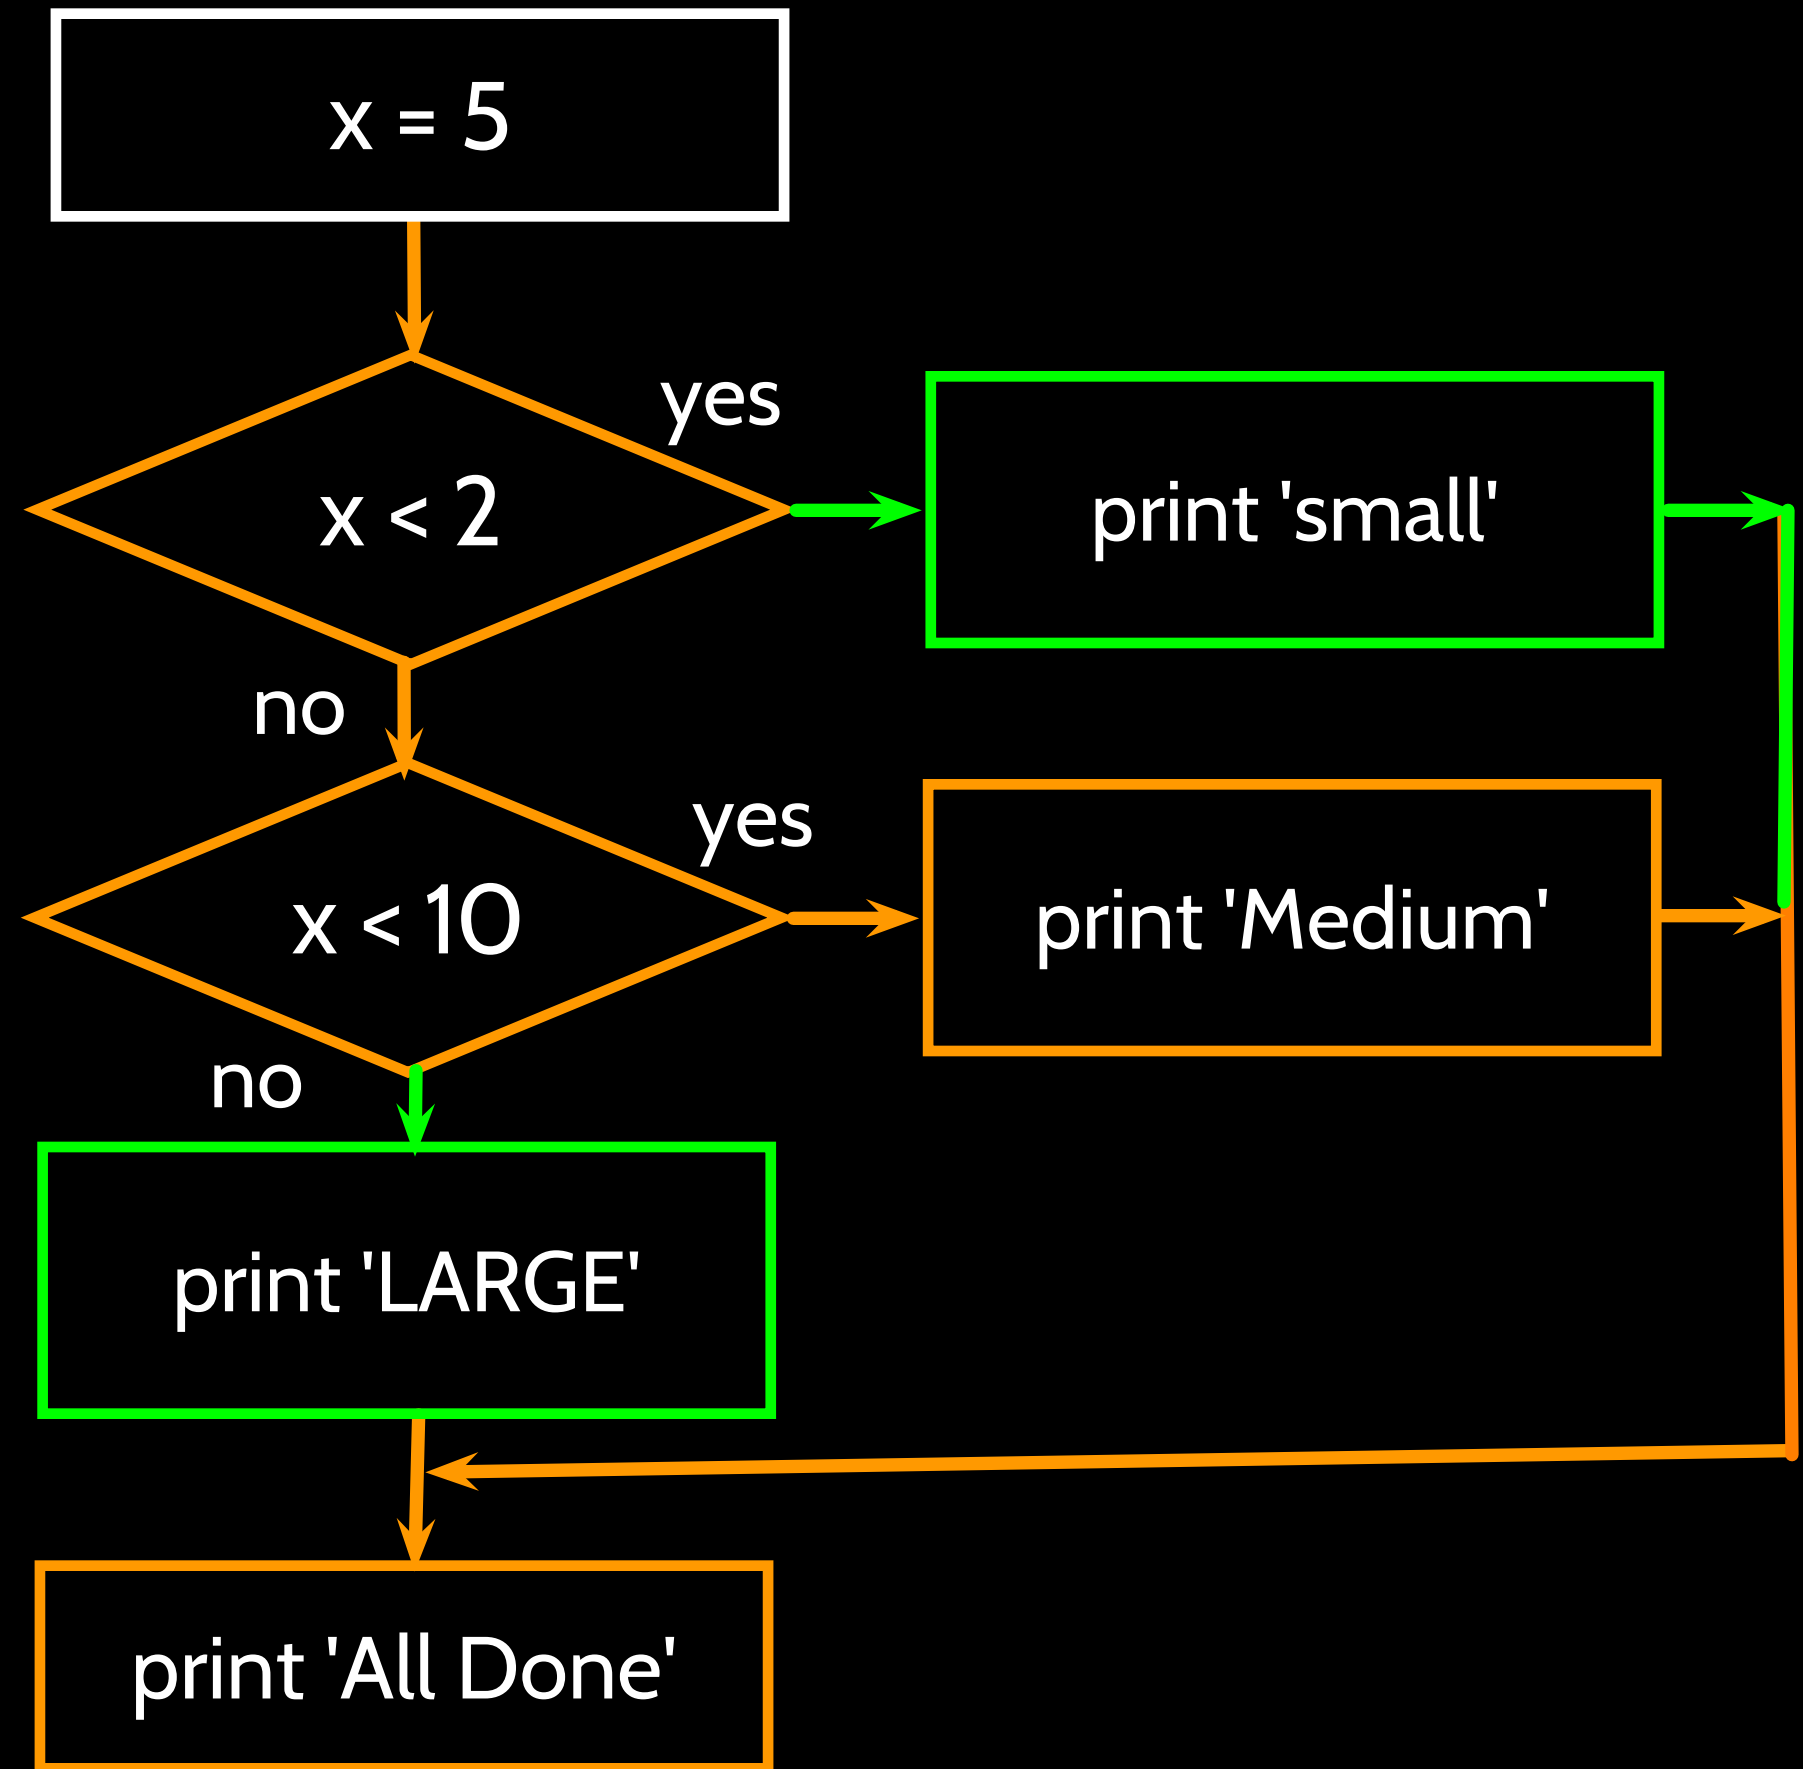 x = 5
yes
x < 2
print 'small'
no
yes
x < 10
print 'Medium'
no
print 'LARGE'
print 'All Done'